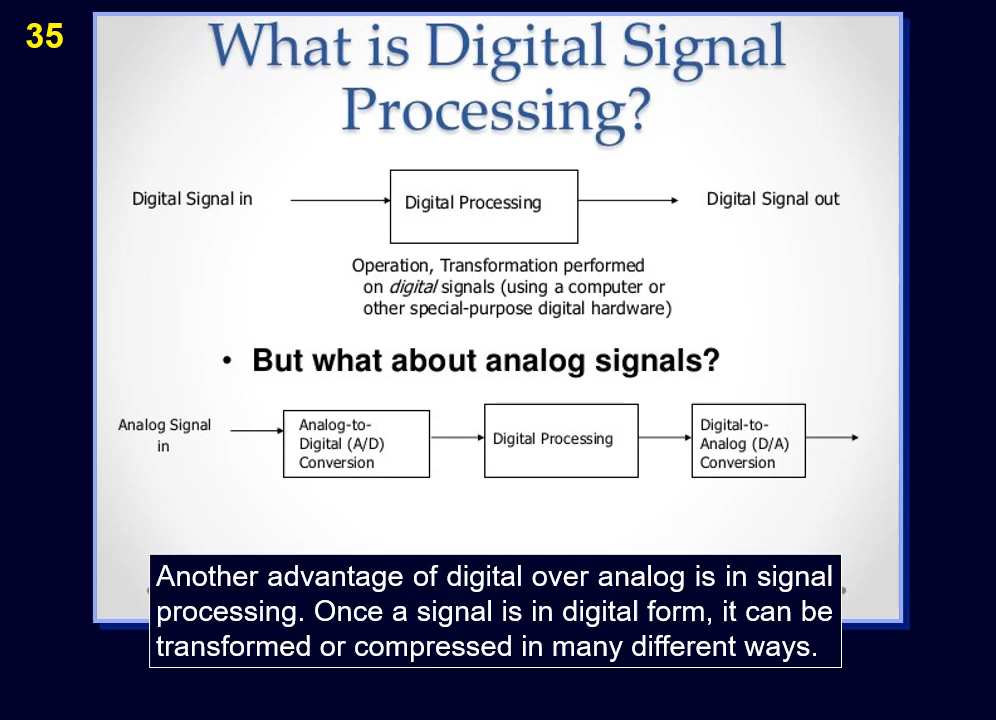 35
What is Digital Signal
Processing?
Digital Signal in
Digital Processing
Digital Signal out
Operation, Transformation performed
on digital signals (using a computer or
other special-purpose digital hardware)
• But what about analog signals?
Analog Signal
in
Analog-to-
Digital (A/D)
Conversion
Digital Processing
Digital-to-
Analog (D/A)
Conversion
Another advantage of digital over analog is in signal
processing. Once a signal is in digital form, it can be
transformed or compressed in many different ways.